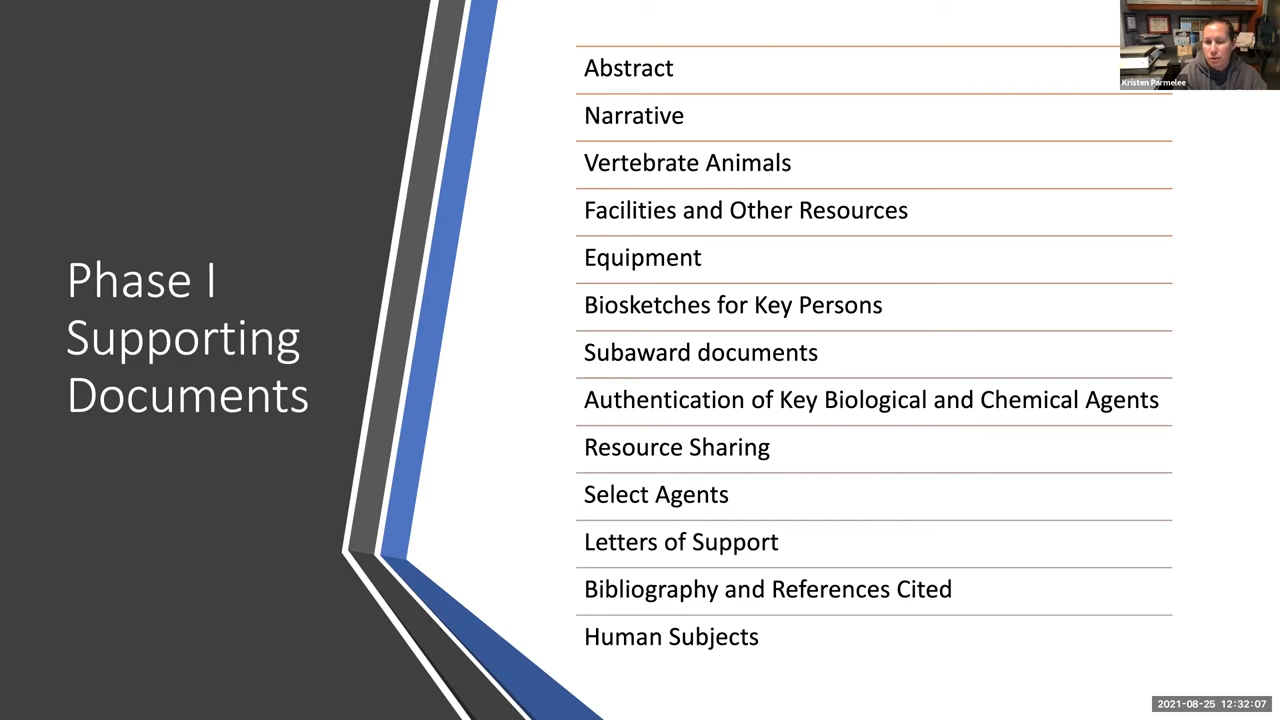 Phase I
Supporting
Documents
Abstract
Narrative
Vertebrate Animals
Facilities and Other Resources
Equipment
Biosketches for Key Persons
Subaward documents
Authentication of Key Biological and Chemical Agents
Resource Sharing
Select Agents
Letters of Support
Bibliography and References Cited
Human Subjects
Kristen Parmelee
2021-08-25 12:32:07